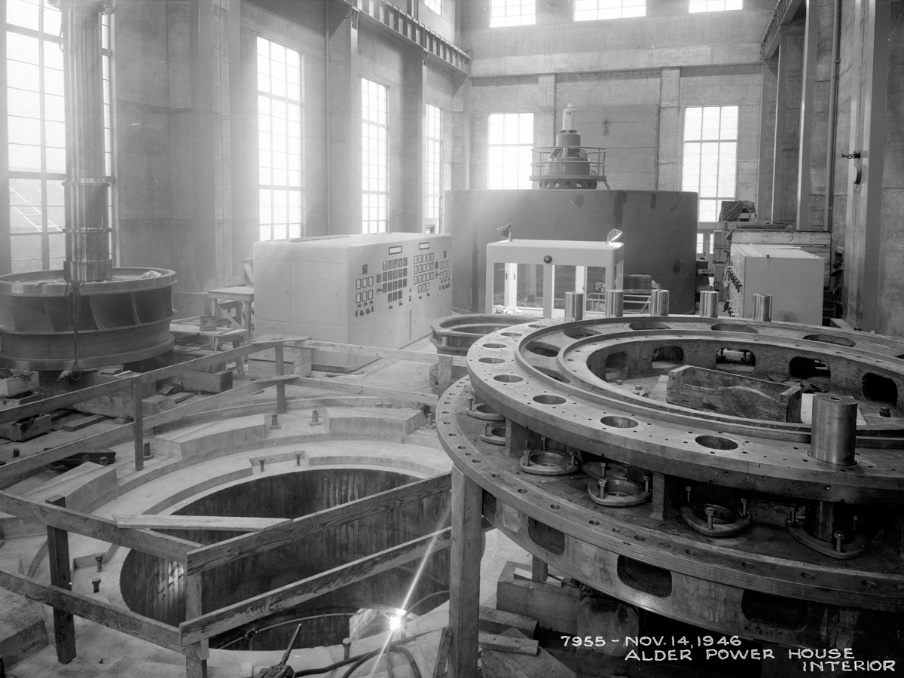 7955 - NOV. 14, 1946
ALDER POWER HOUSE
INTERIOR